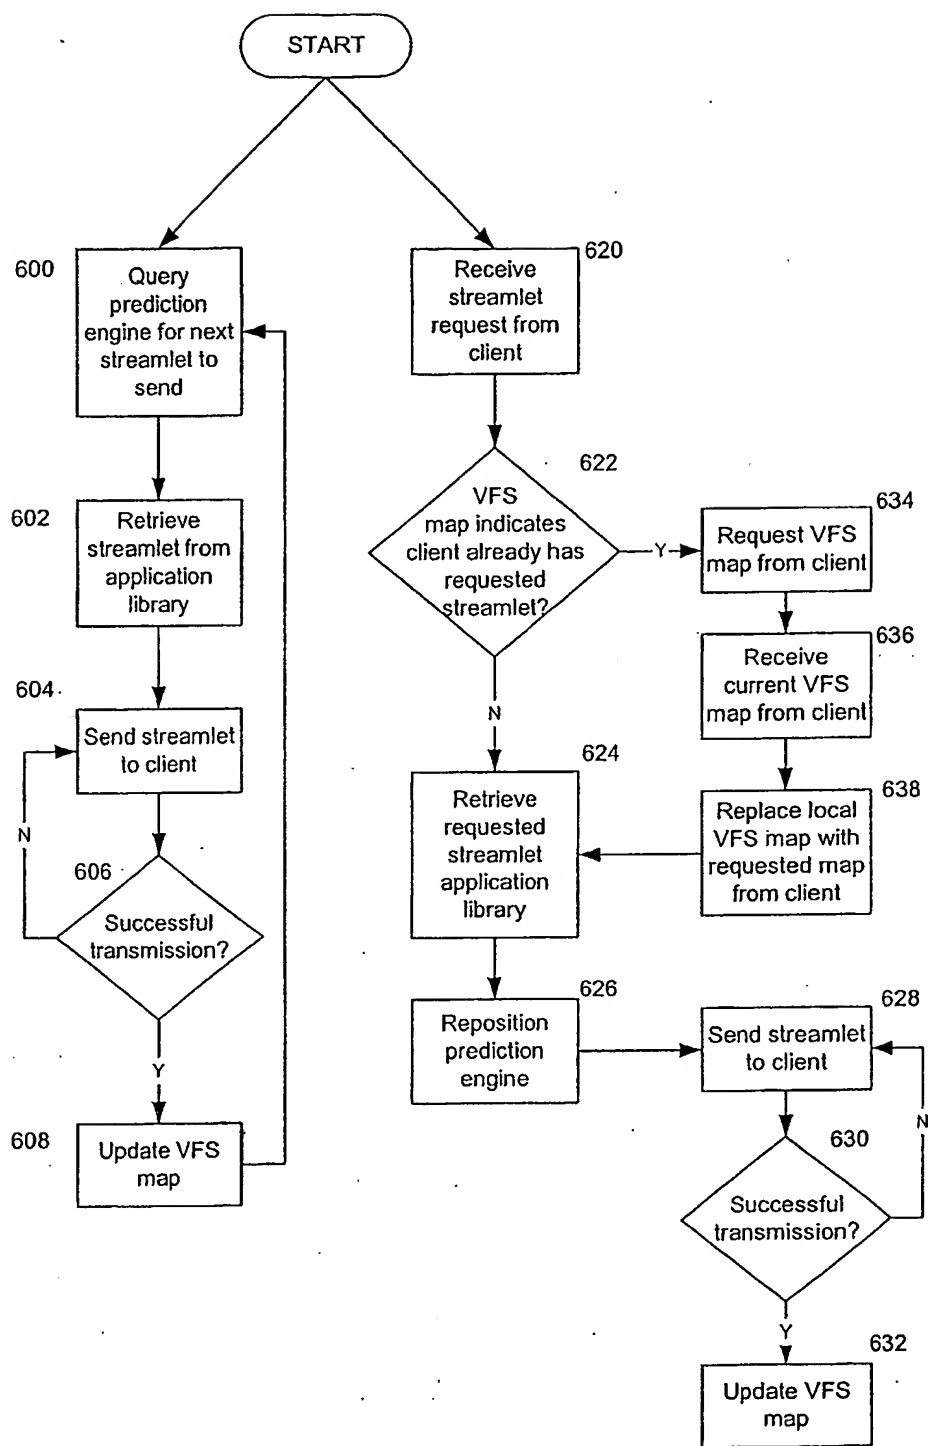 START
600
Query
prediction
engine for next
streamlet to
send
602
Retrieve
streamlet from
application
library
604
Send streamlet
to client
N
606
Successful
transmission?
Y
608
Update VFS
map
620
Receive
streamlet
request from
client
622
VFS
map indicates
client already has
requested
streamlet?
Y
N
634
Request VFS
map from client
636
Receive
current VFS
map from client
638
Replace local
VFS map with
requested map
from client
624
Retrieve
requested
streamlet
application
library
626
Reposition
prediction
engine
628
Send streamlet
to client
N
630
Successful
transmission?
Y
632
Update VFS
map